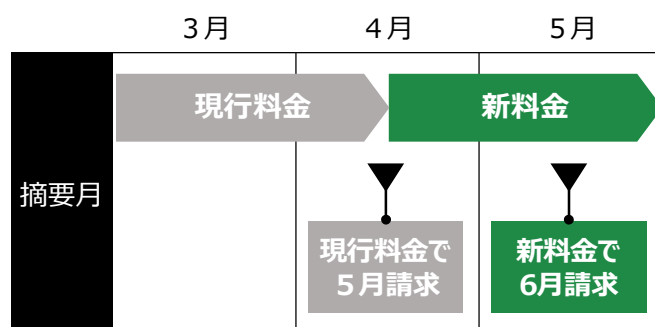 3月
4月
5月
摘要月
現行料金
新料金
現行料金で
5月請求
新料金で
6月請求